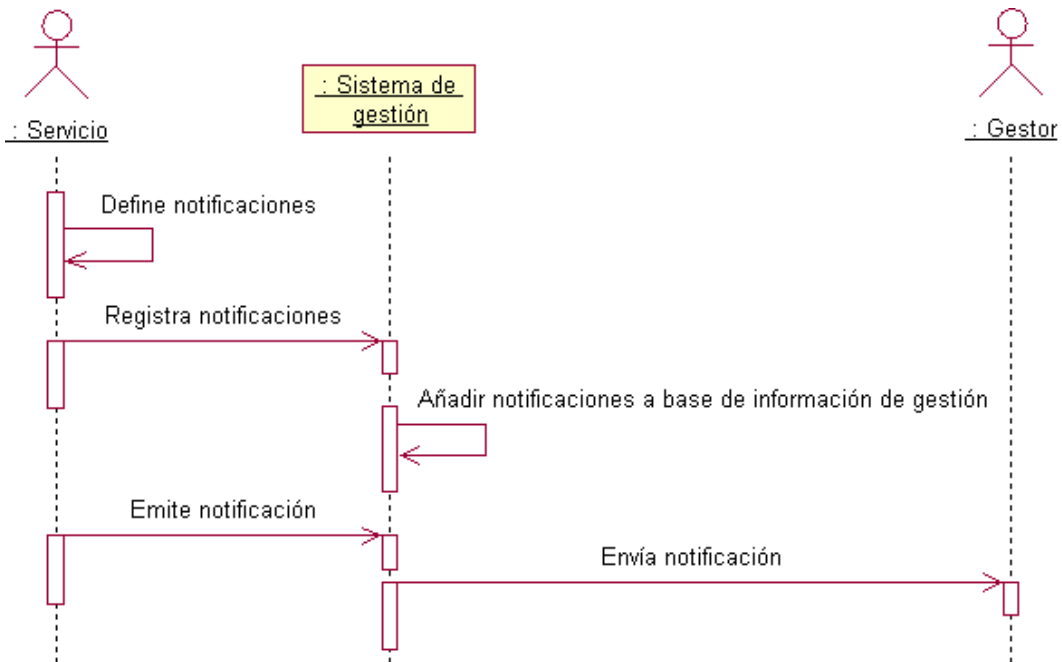 : Sistema de
gestión
: Servicio
: Gestor
Define notificaciones
Registra notificaciones
Añadir notificaciones a base de información de gestión
Emite notificación
Envía notificación